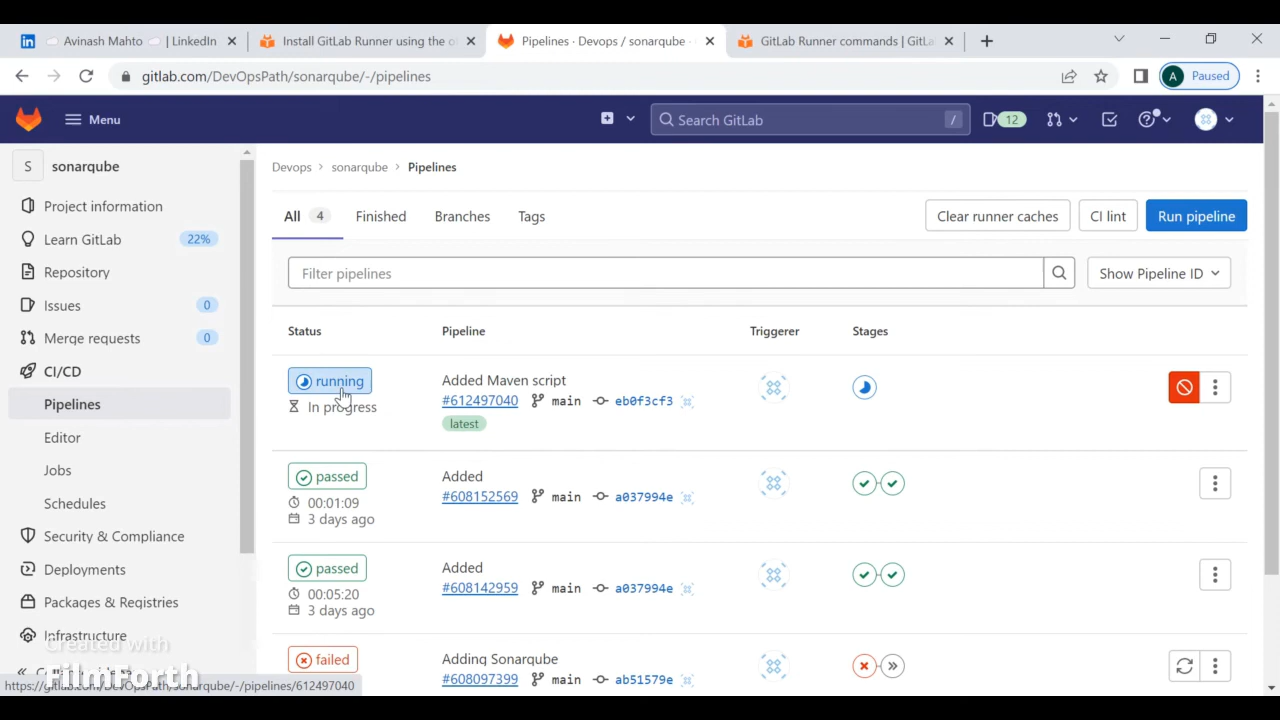 Avinash Mahto | LinkedIn
Install GitLab Runner using the o
Pipelines · Devops / sonarqube ·
GitLab Runner commands | GitLa
gitlab.com/DevOpsPath/sonarqube/-/pipelines
A Paused
Menu
Search GitLab /
12
S sonarqube
Project information
Learn GitLab 22%
Repository
Issues 0
Merge requests 0
CI/CD
Pipelines
Editor
Jobs
Schedules
Security & Compliance
Deployments
Packages & Registries
Infrastructure
Devops > sonarqube > Pipelines
All 4 Finished Branches Tags
Clear runner caches CI lint Run pipeline
Filter pipelines Show Pipeline ID
Status Pipeline Triggerer Stages
running Added Maven script
#612497040 main eb0f3cf3
In progress
latest
passed Added
#608152569 main a037994e
00:01:09
3 days ago
passed Added
#608142959 main a037994e
00:05:20
3 days ago
failed Adding Sonarqube
#608097399 main ab51579e
Created with
FilmForth
https://gitlab.com/DevOpsPath/sonarqube/-/pipelines/612497040